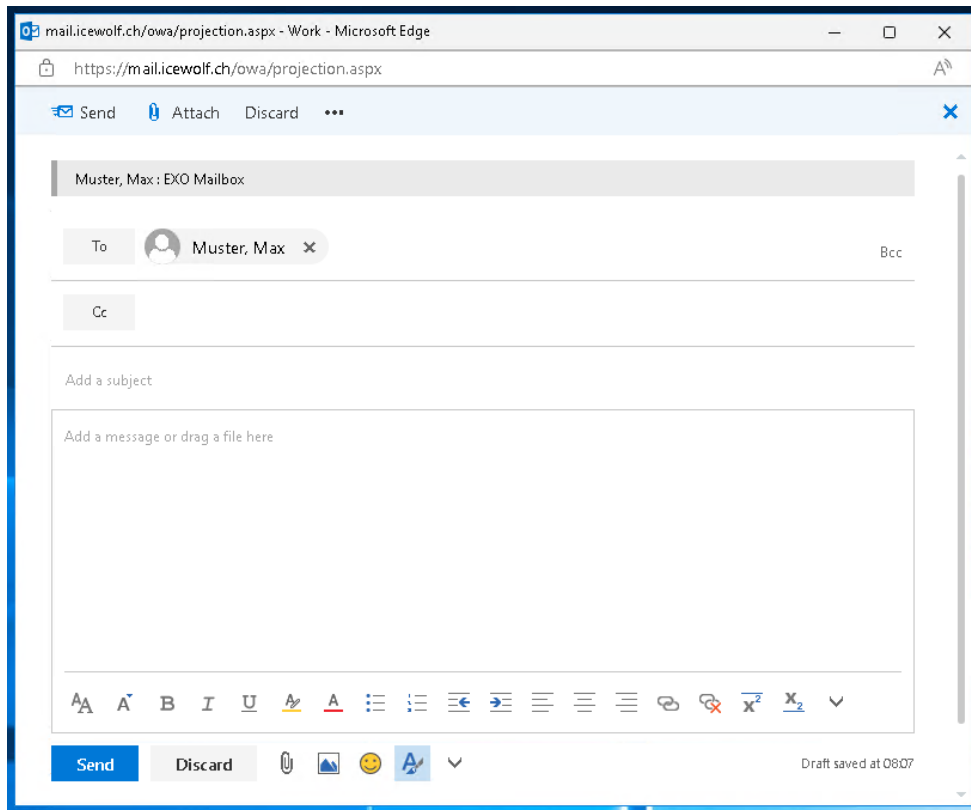 mail.icewolf.ch/owa/projection.aspx - Work - Microsoft Edge
https://mail.icewolf.ch/owa/projection.aspx
Send Attach Discard •••
Muster, Max : EXO Mailbox
To Muster, Max Bcc
Cc
Add a subject
Add a message or drag a file here
Send Discard Draft saved at 08:07